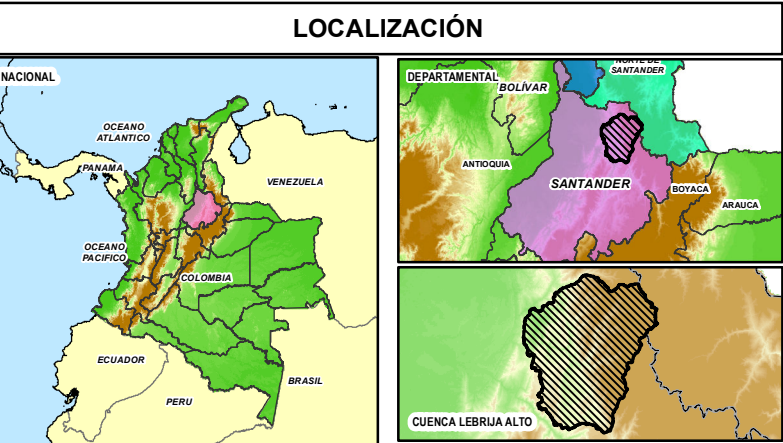 LOCALIZACIÓN
NACIONAL
OCEANO
ATLANTICO
PANAMA
VENEZUELA
OCEANO
PACIFICO
COLOMBIA
ECUADOR
PERU
BRASIL
DEPARTAMENTAL
BOLÍVAR
NORTE DE
SANTANDER
ANTIOQUIA
SANTANDER
BOYACA
ARAUCA
CUENCA LEBRIJA ALTO